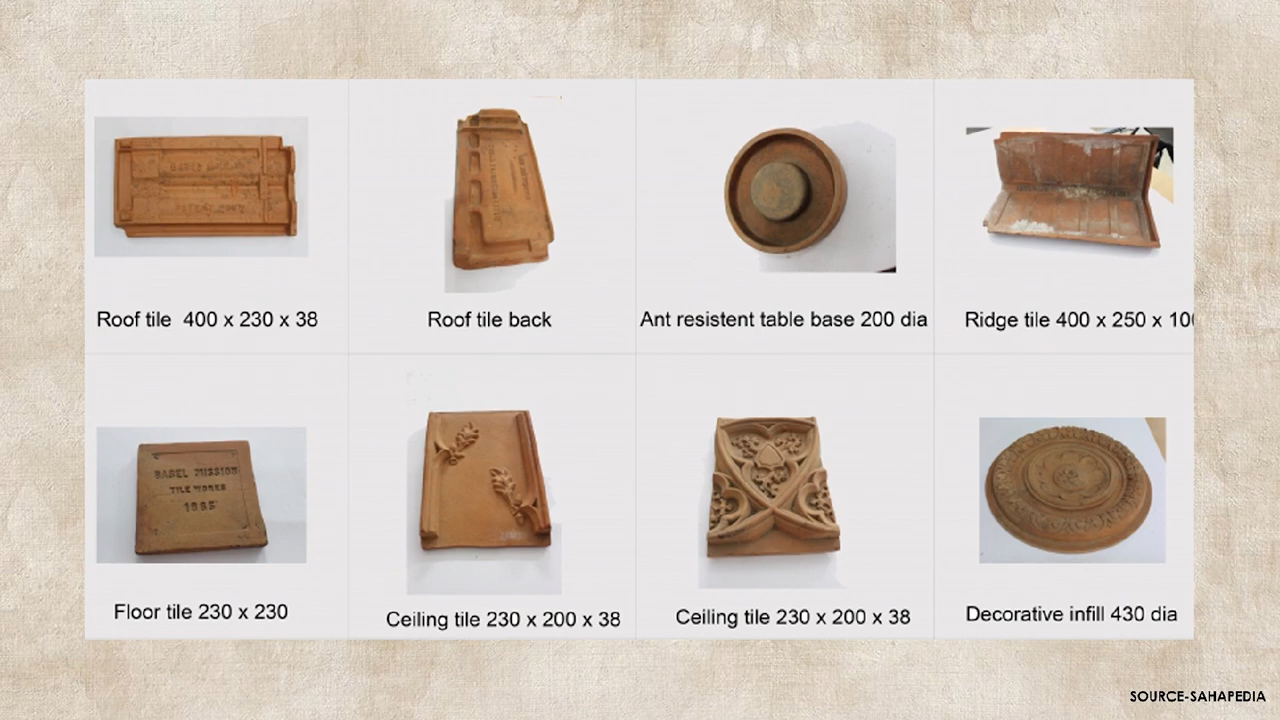 Roof tile 400 x 230 x 38
Roof tile back
Ant resistent table base 200 dia
Ridge tile 400 x 250 x 10
BASEL MISSION
TILE WORKS
1865
Floor tile 230 x 230
Ceiling tile 230 x 200 x 38
Ceiling tile 230 x 200 x 38
Decorative infill 430 dia
SOURCE-SAHAPEDIA